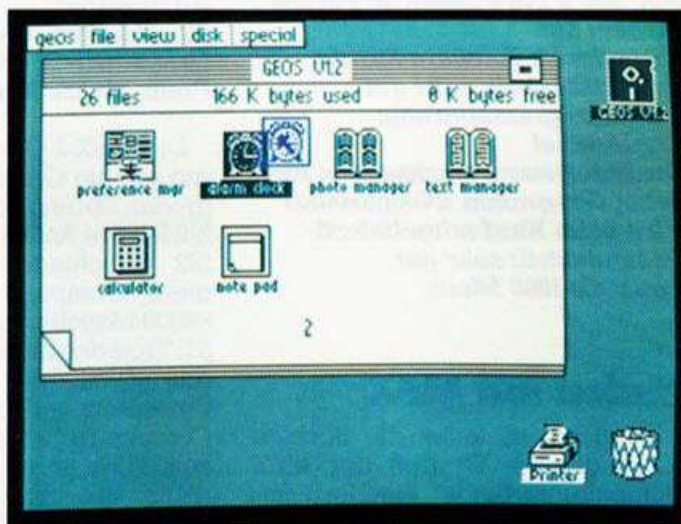 geos file view disk special
GEOS V1.2
26 files 166 K bytes used 0 K bytes free
GEOS V1.2
preference mgr alarm clock photo manager text manager
calculator note pad
2
Printer